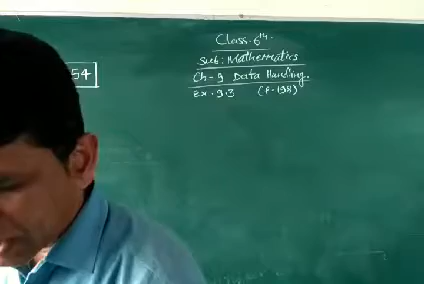 Class. 6th.
Sub: Mathematics
Ch-9 Data Handling.
Ex. 9.3 (P-198)
54